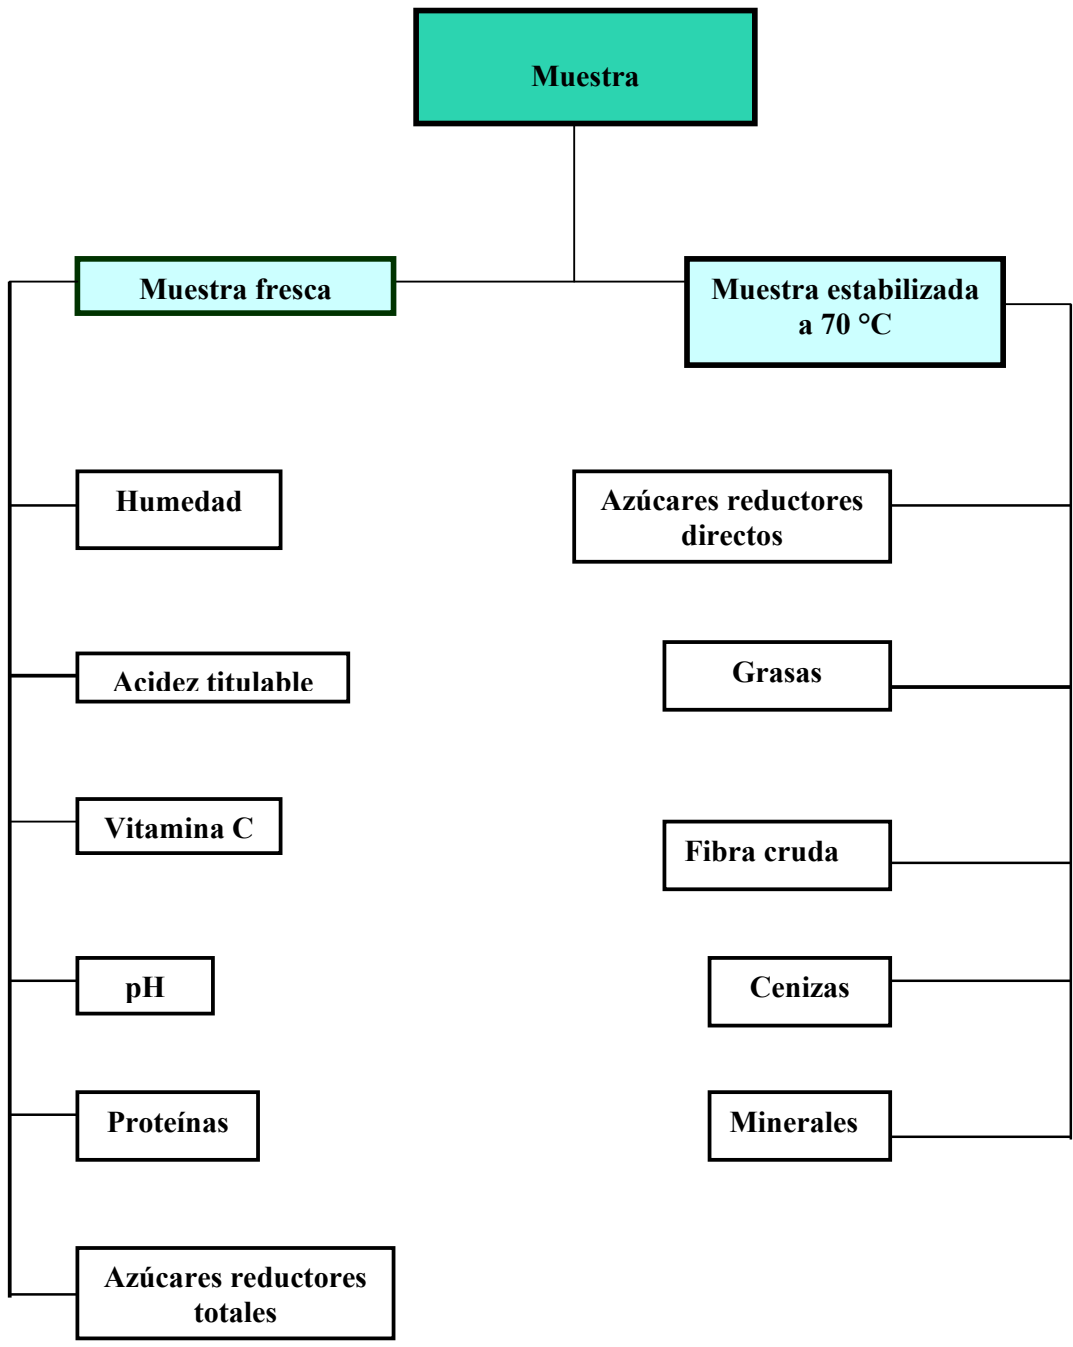 Muestra
Muestra fresca
Muestra estabilizada
a 70 °C
Humedad
Azúcares reductores
directos
Acidez titulable
Grasas
Vitamina C
Fibra cruda
pH
Cenizas
Proteínas
Minerales
Azúcares reductores
totales